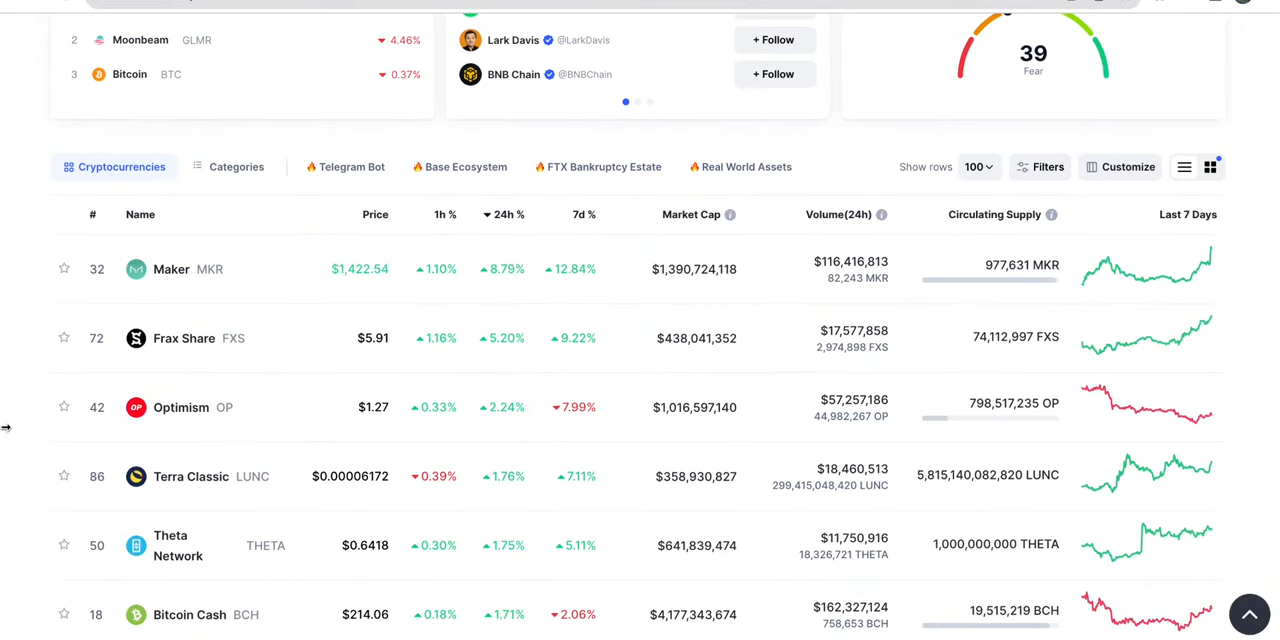 2 Moonbeam GLMR 4.46%
3 Bitcoin BTC 0.37%
Lark Davis @LarkDavis + Follow
BNB Chain @BNBChain + Follow
39
Fear
Cryptocurrencies Categories Telegram Bot Base Ecosystem FTX Bankruptcy Estate Real World Assets Show rows 100 Filters Customize
# Name Price 1h % 24h % 7d % Market Cap Volume(24h) Circulating Supply Last 7 Days
32 Maker MKR $1,422.54 1.10% 8.79% 12.84% $1,390,724,118 $116,416,813 977,631 MKR
82,243 MKR
72 Frax Share FXS $5.91 1.16% 5.20% 9.22% $438,041,352 $17,577,858 74,112,997 FXS
2,974,898 FXS
42 Optimism OP $1.27 0.33% 2.24% 7.99% $1,016,597,140 $57,257,186 798,517,235 OP
44,982,267 OP
86 Terra Classic LUNC $0.00006172 0.39% 1.76% 7.11% $358,930,827 $18,460,513 5,815,140,082,820 LUNC
299,415,048,420 LUNC
50 Theta Network THETA $0.6418 0.30% 1.75% 5.11% $641,839,474 $11,750,916 1,000,000,000 THETA
18,326,721 THETA
18 Bitcoin Cash BCH $214.06 0.18% 1.71% 2.06% $4,177,343,674 $162,327,124 19,515,219 BCH
758,653 BCH